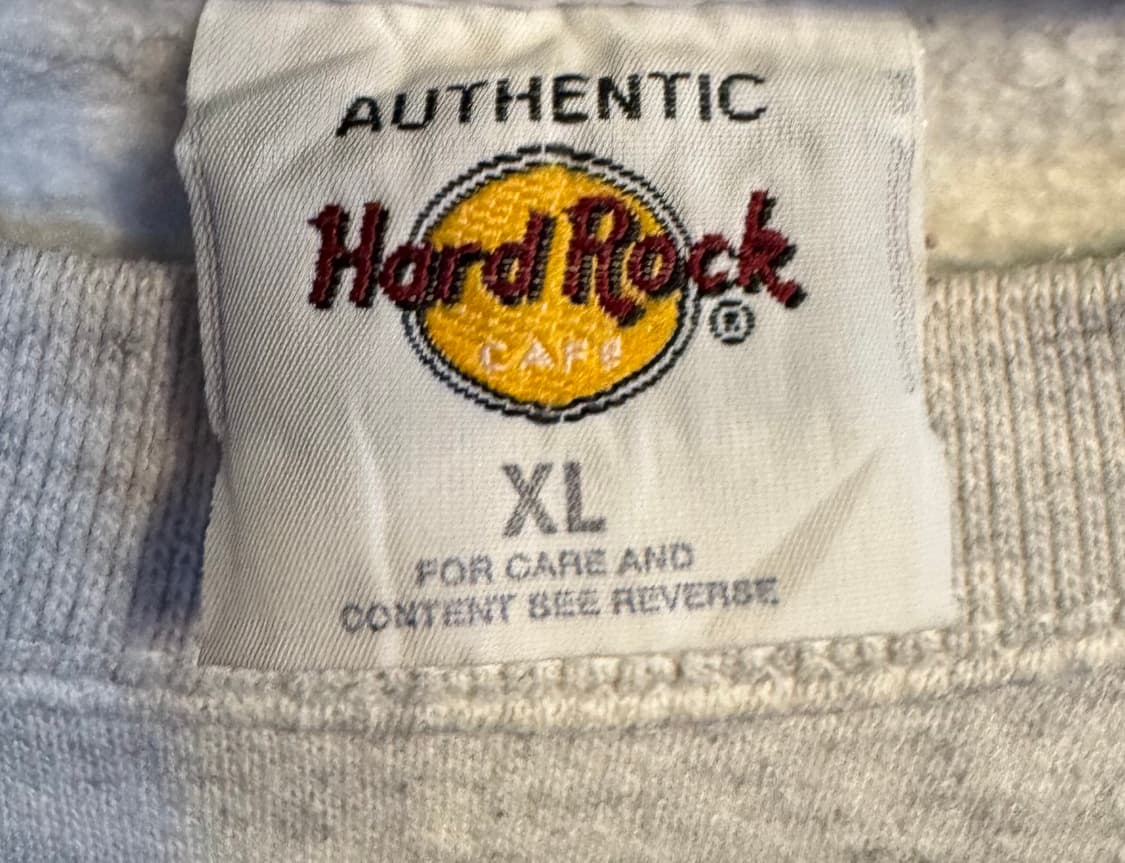 AUTHENTIC
Hard Rock
CAFE
®
XL
FOR CARE AND
CONTENT SEE REVERSE